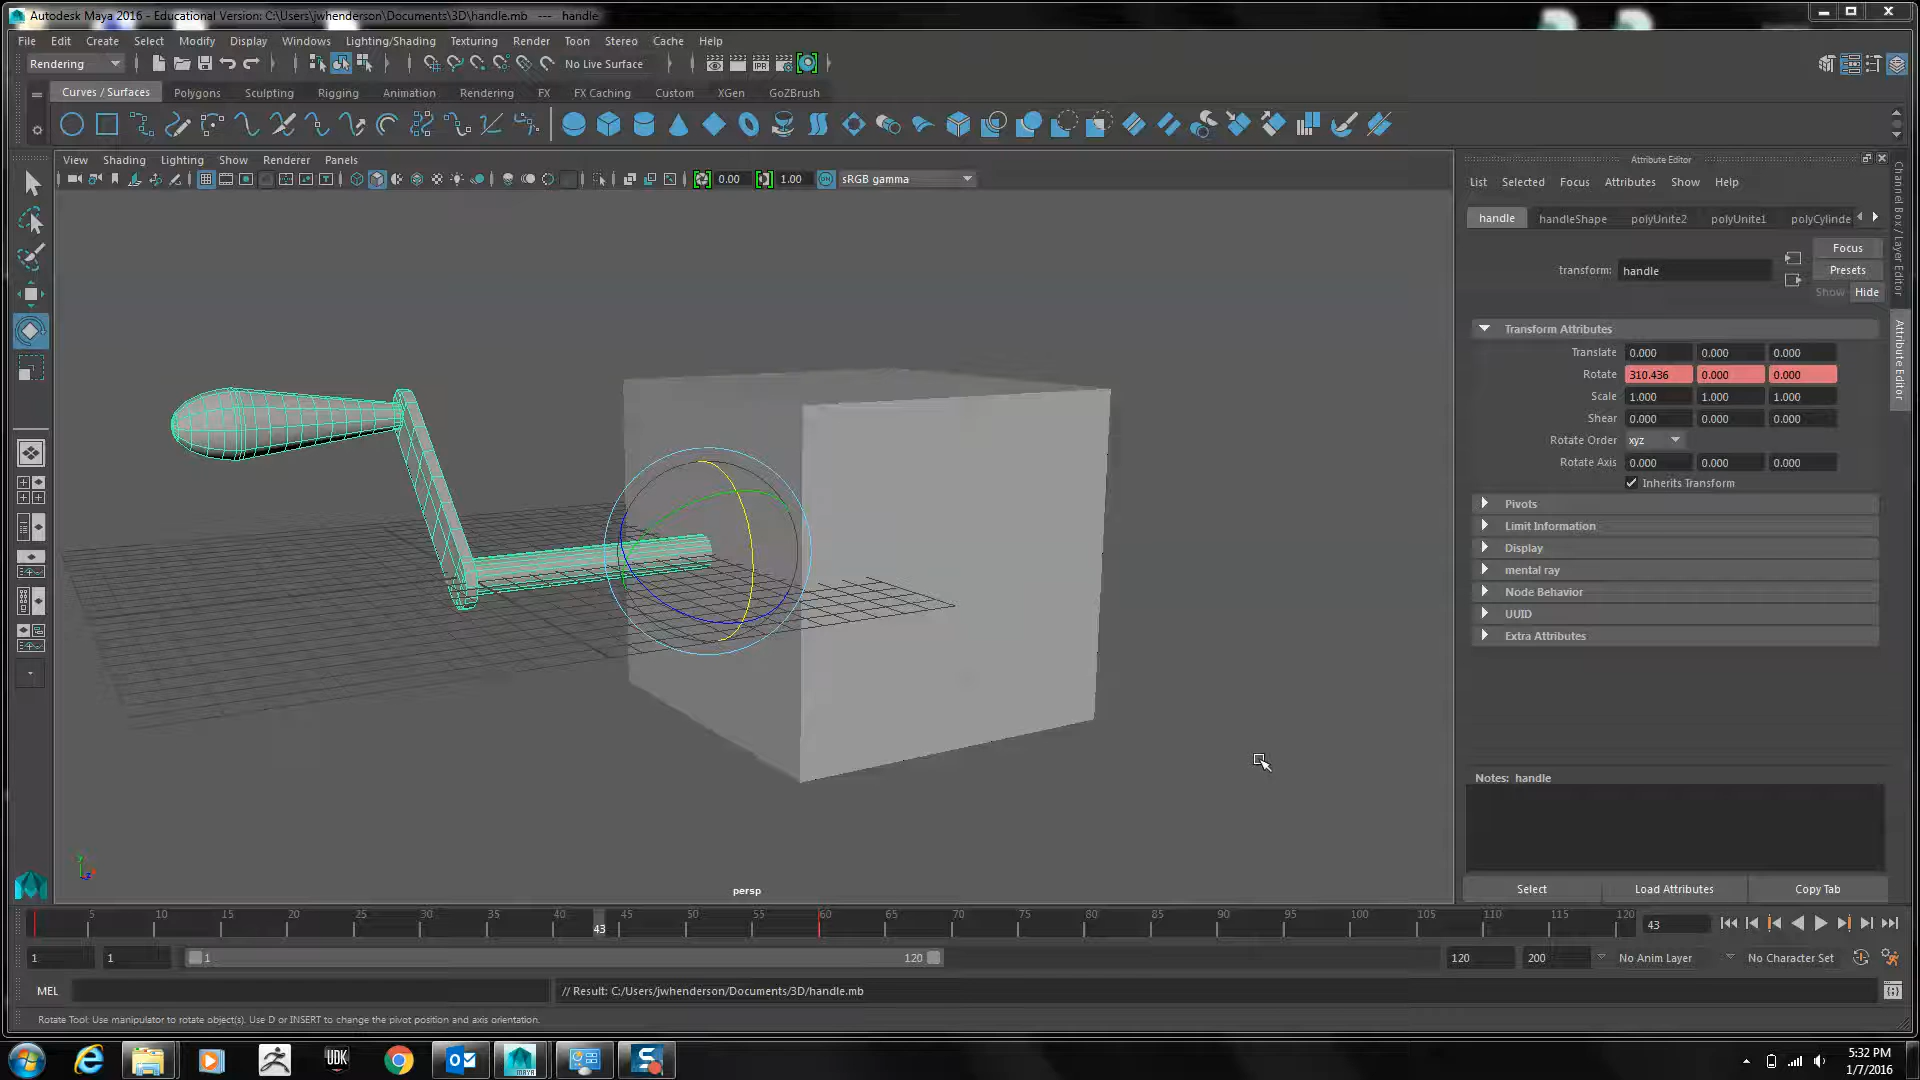 Autodesk Maya 2016 - Educational Version: C:\Users\jwhenderson\Documents\3D\handle.mb --- handle
File Edit Create Select Modify Display Windows Lighting/Shading Texturing Render Toon Stereo Cache Help
Rendering No Live Surface IPR
Curves / Surfaces Polygons Sculpting Rigging Animation Rendering FX FX Caching Custom XGen GoZBrush
View Shading Lighting Show Renderer Panels
0.00 1.00 ON sRGB gamma
Attribute Editor
List Selected Focus Attributes Show Help
handle handleShape polyUnite2 polyUnite1 polyCylinde
Focus
transform: handle Presets
Show Hide
Transform Attributes
Translate 0.000 0.000 0.000
Rotate 310.436 0.000 0.000
Scale 1.000 1.000 1.000
Shear 0.000 0.000 0.000
Rotate Order xyz
Rotate Axis 0.000 0.000 0.000
Inherits Transform
Pivots
Limit Information
Display
mental ray
Node Behavior
UUID
Extra Attributes
Notes: handle
Select Load Attributes Copy Tab
Channel Box / Layer Editor
Attribute Editor
persp
5 10 15 20 25 30 35 40 45 50 55 60 65 70 75 80 85 90 95 100 105 110 115 120
43 43
1 1 1 120 120 200 No Anim Layer No Character Set
MEL // Result: C:/Users/jwhenderson/Documents/3D/handle.mb
Rotate Tool: Use manipulator to rotate object(s). Use D or INSERT to change the pivot position and axis orientation.
UDK MAYA
5:32 PM
1/7/2016